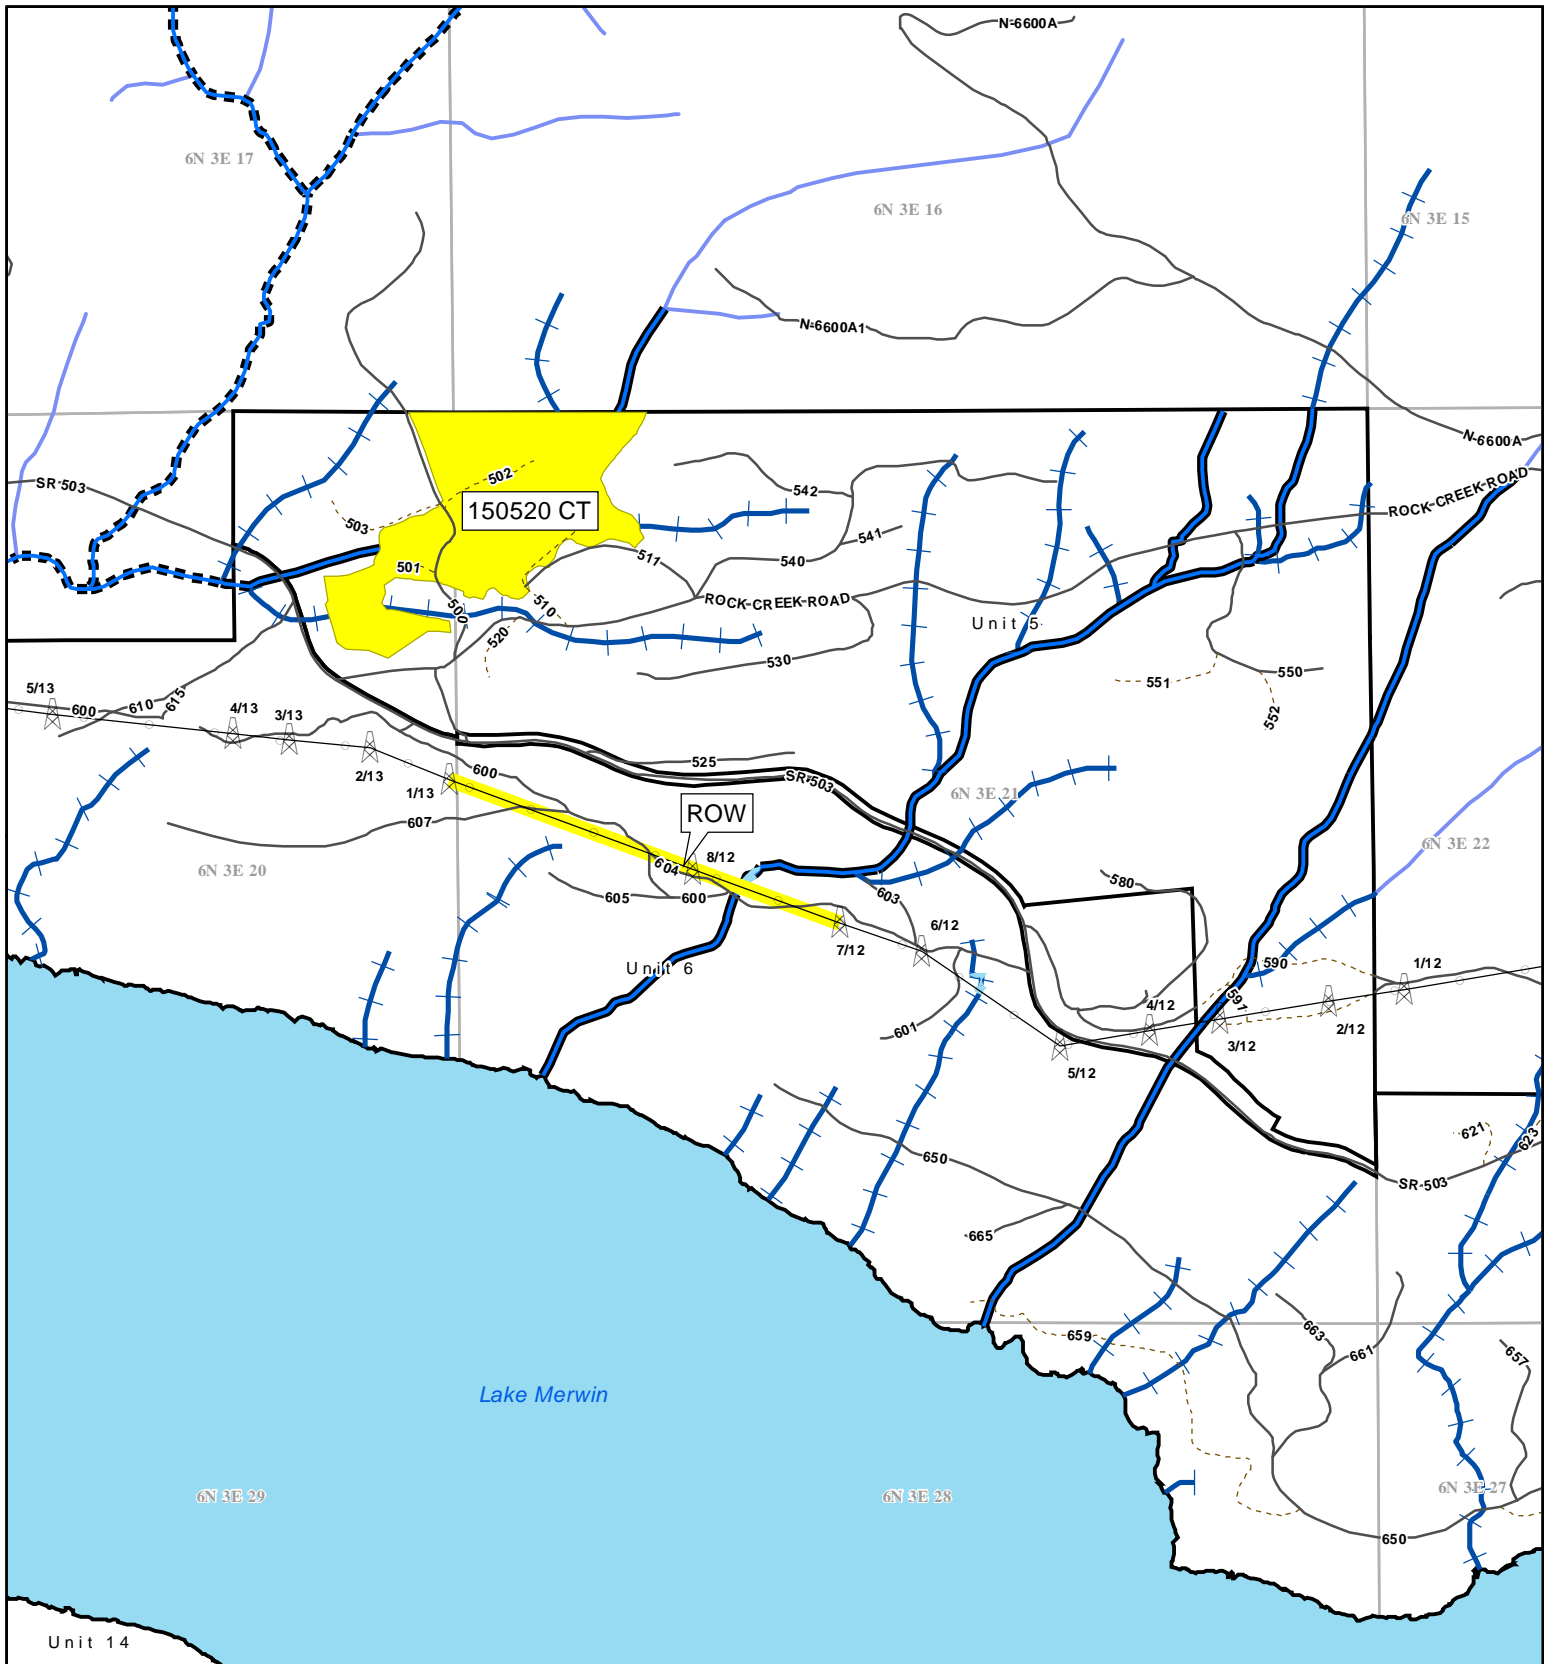 N-6600A
6N 3E 17
6N 3E 16
6N 3E 15
N-6600A1
N-6600A
SR 503
502
542
ROCK CREEK ROAD
150520 CT
503
541
511
540
501
ROCK CREEK ROAD
500
510
520
Unit 5
530
550
551
552
5/13
600
610
615
4/13
3/13
2/13
1/13
600
525
SR 503
6N 3E 21
607
ROW
6N 3E 20
8/12
604
605
600
603
580
6N 3E 22
7/12
6/12
Unit 6
590
591
1/12
4/12
2/12
3/12
601
5/12
650
621
623
SR 503
665
659
663
661
657
Lake Merwin
6N 3E 29
6N 3E 28
6N 3E 27
650
Unit 14